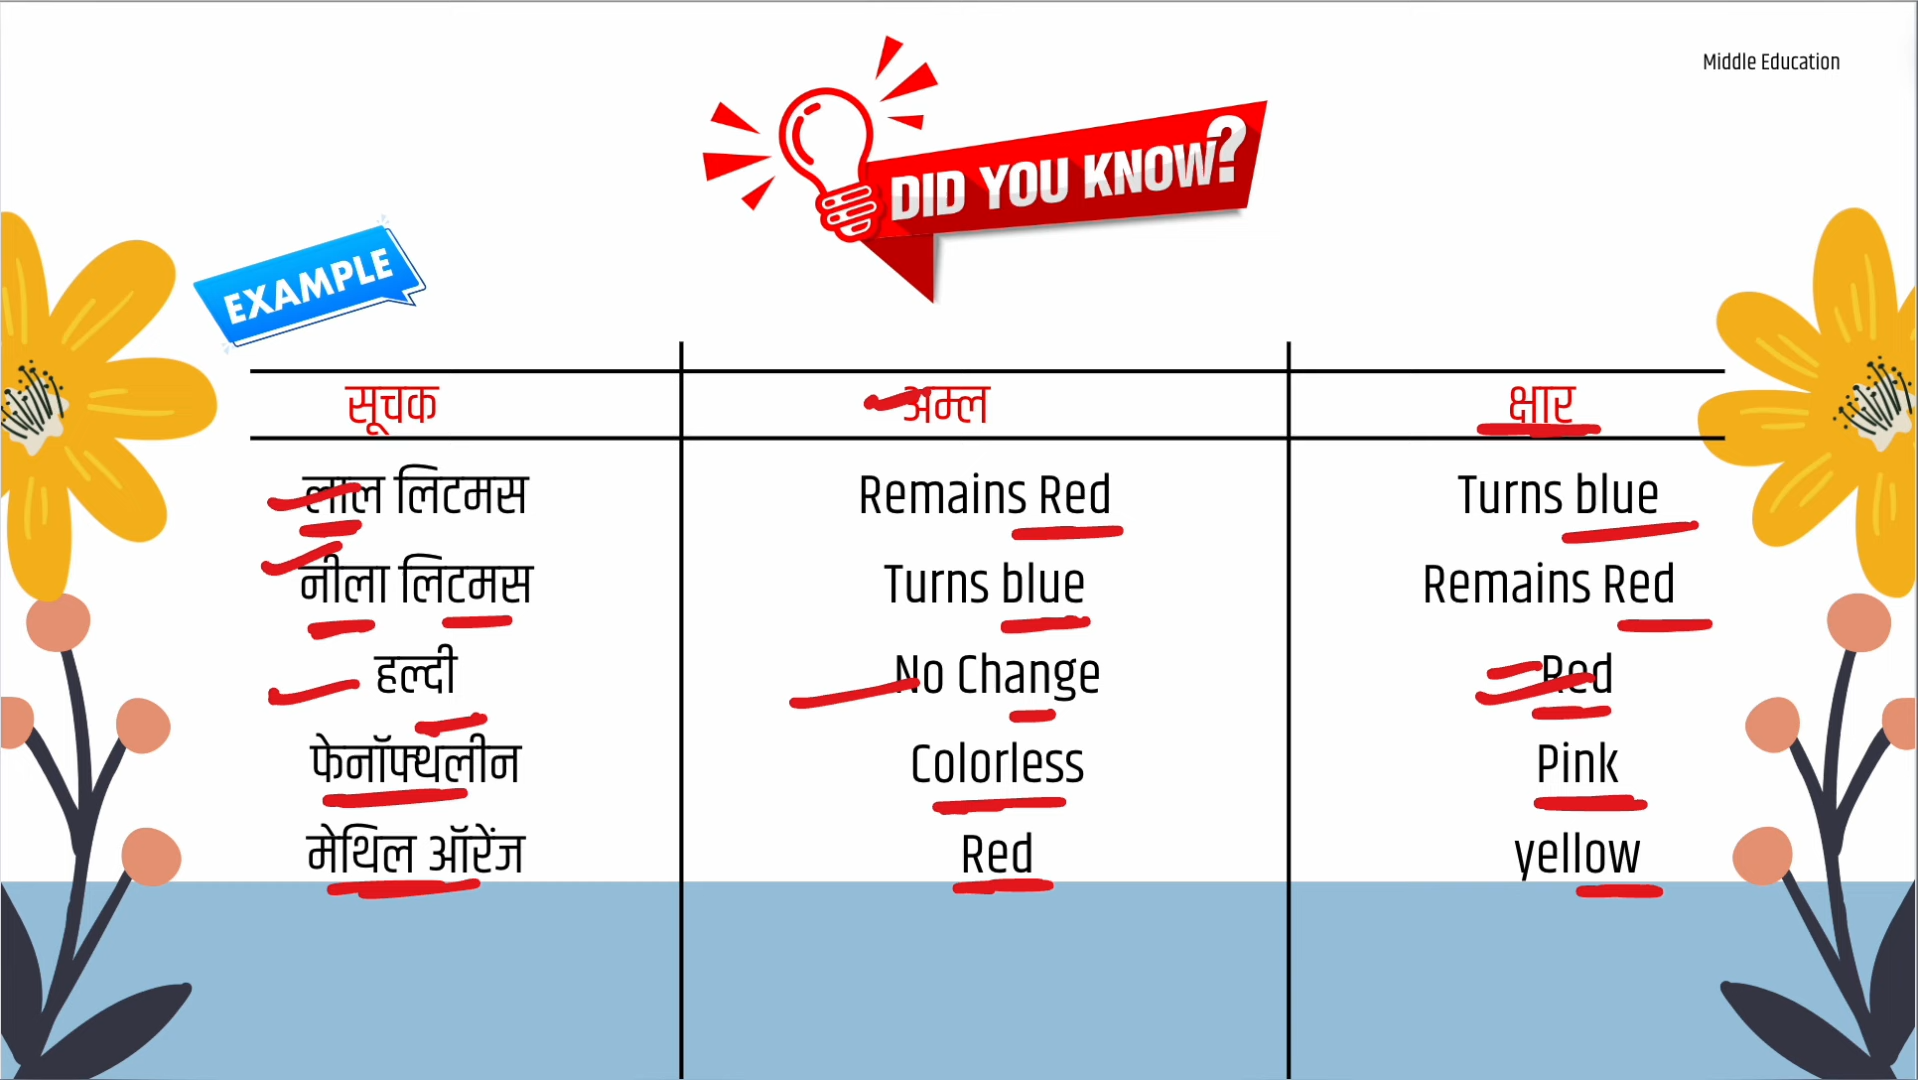 Middle Education
DID YOU KNOW?
EXAMPLE
सूचक अम्ल क्षार
लाल लिटमस Remains Red Turns blue
नीला लिटमस Turns blue Remains Red
हल्दी No Change Red
फेनॉफ्थलीन Colorless Pink
मेथिल ऑरेंज Red yellow